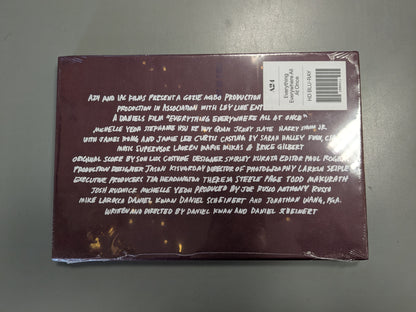 A24 AND IAC FILMS PRESENT A GOZIE AGBO PRODUCTION
PRODUCTION IN ASSOCIATION WITH LEY LINE ENT
A DANIELS FILM "EVERYTHING EVERYWHERE ALL AT ONCE"
MICHELLE YEOH STEPHANIE HSU KE HUY QUAN JENNY SLATE HARRY SHUM JR.
WITH JAMES HONG AND JAMIE LEE CURTIS CASTING BY SARAH HALLEY FINN, CSA
MUSIC SUPERVISOR LAUREN MARIE MIKUS & BRUCE GILBERT
ORIGINAL SCORE BY SON LUX COSTUME DESIGNER SHIRLEY KURATA EDITOR PAUL ROGERS
PRODUCTION DESIGNER JASON KISVARDAY DIRECTOR OF PHOTOGRAPHY LARKIN SEIPLE
EXECUTIVE PRODUCERS TIM HEADINGTON THERESA STEELE PAGE TODD MAKURATH
JOSH RUDNICK MICHELLE YEOH PRODUCED BY JOE RUSSO ANTHONY RUSSO
MIKE LAROCCA DANIEL KWAN DANIEL SCHEINERT AND JONATHAN WANG, PGA.
WRITTEN AND DIRECTED BY DANIEL KWAN AND DANIEL SCHEINERT
A24
Everything
Everywhere All
At Once
HD BLU-RAY